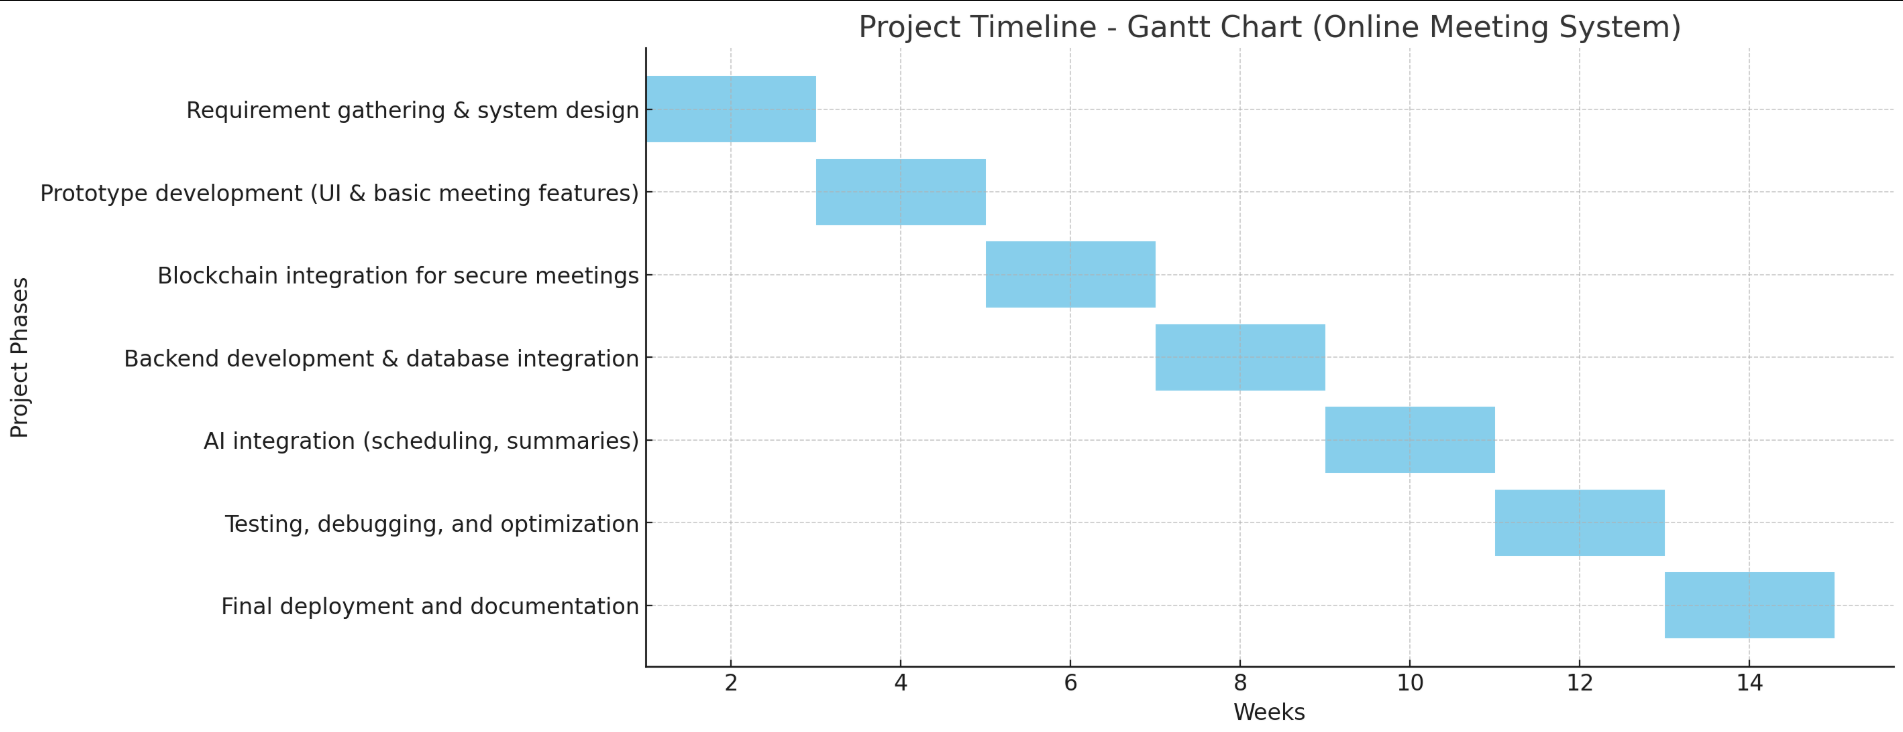 Project Timeline - Gantt Chart (Online Meeting System)
Project Phases
Requirement gathering & system design
Prototype development (UI & basic meeting features)
Blockchain integration for secure meetings
Backend development & database integration
AI integration (scheduling, summaries)
Testing, debugging, and optimization
Final deployment and documentation
2 4 6 8 10 12 14
Weeks